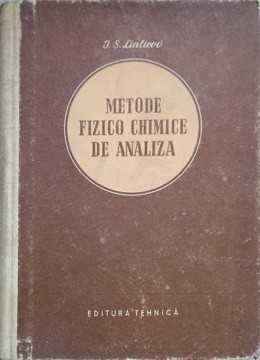 I. S. Lialicov
METODE
FIZICO CHIMICE
DE ANALIZA
EDITURA TEHNICĂ